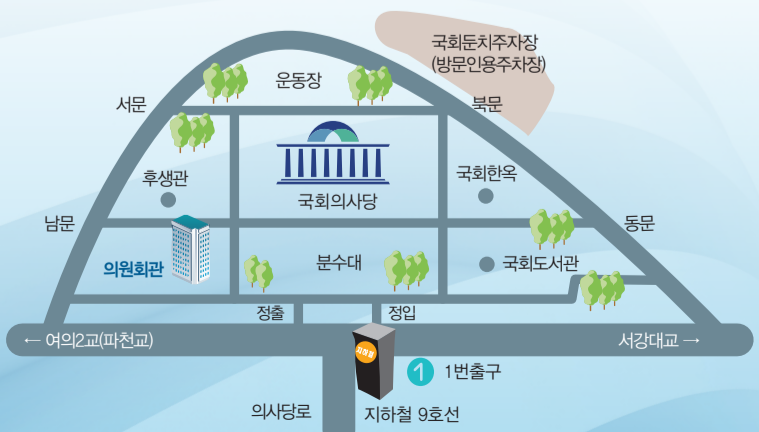 국회둔치주자장
(방문인용주차장)
운동장
서문
북문
후생관
국회한옥
국회의사당
남문
동문
의원회관
분수대
국회도서관
정출
정입
← 여의2교(파천교)
서강대교 →
지하철
1
1번출구
의사당로
지하철 9호선